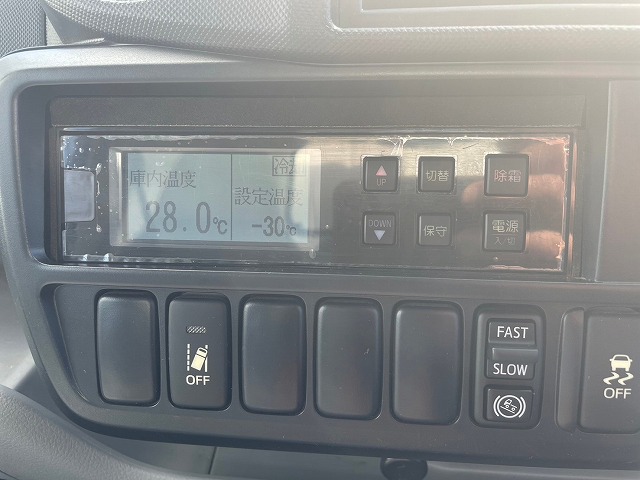 冷凍
庫内温度
設定温度
28.0℃
-30℃
UP
切替
除霜
DOWN
保守
電源
入/切
OFF
FAST
SLOW
OFF